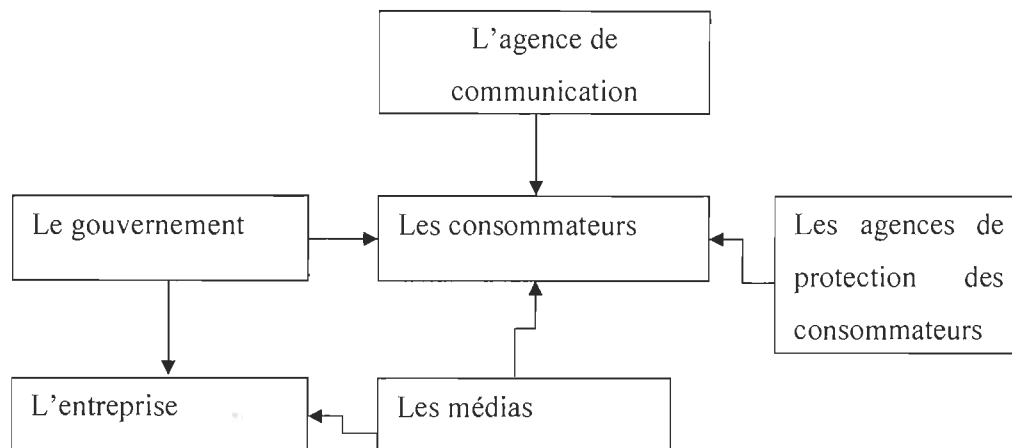 L'agence de
communication
Le gouvernement
Les consommateurs
Les agences de
protection des
consommateurs
L'entreprise
Les médias